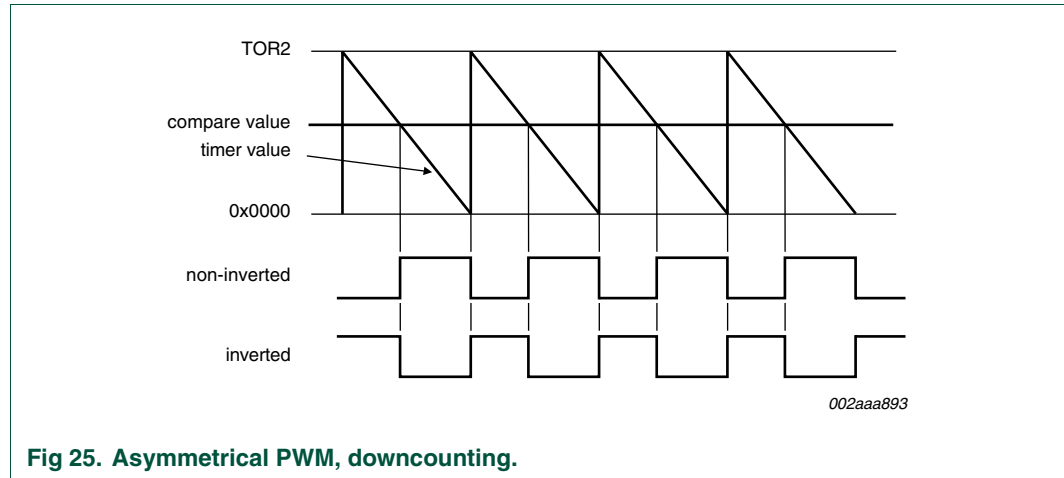 TOR2
compare value
timer value
0x0000
non-inverted
inverted
002aaa893
Fig 25. Asymmetrical PWM, downcounting.